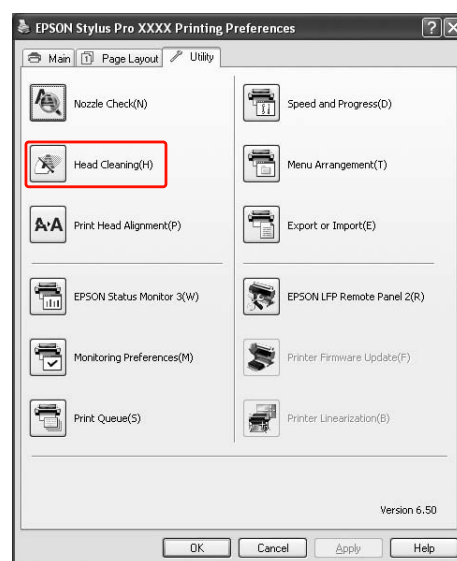 EPSON Stylus Pro XXXX Printing Preferences
Main
Page Layout
Utility
Nozzle Check(N)
Speed and Progress(D)
Head Cleaning(H)
Menu Arrangement(T)
Print Head Alignment(P)
Export or Import(E)
EPSON Status Monitor 3(W)
EPSON LFP Remote Panel 2(R)
Monitoring Preferences(M)
Printer Firmware Update(F)
Print Queue(S)
Printer Linearization(B)
Version 6.50
OK
Cancel
Apply
Help